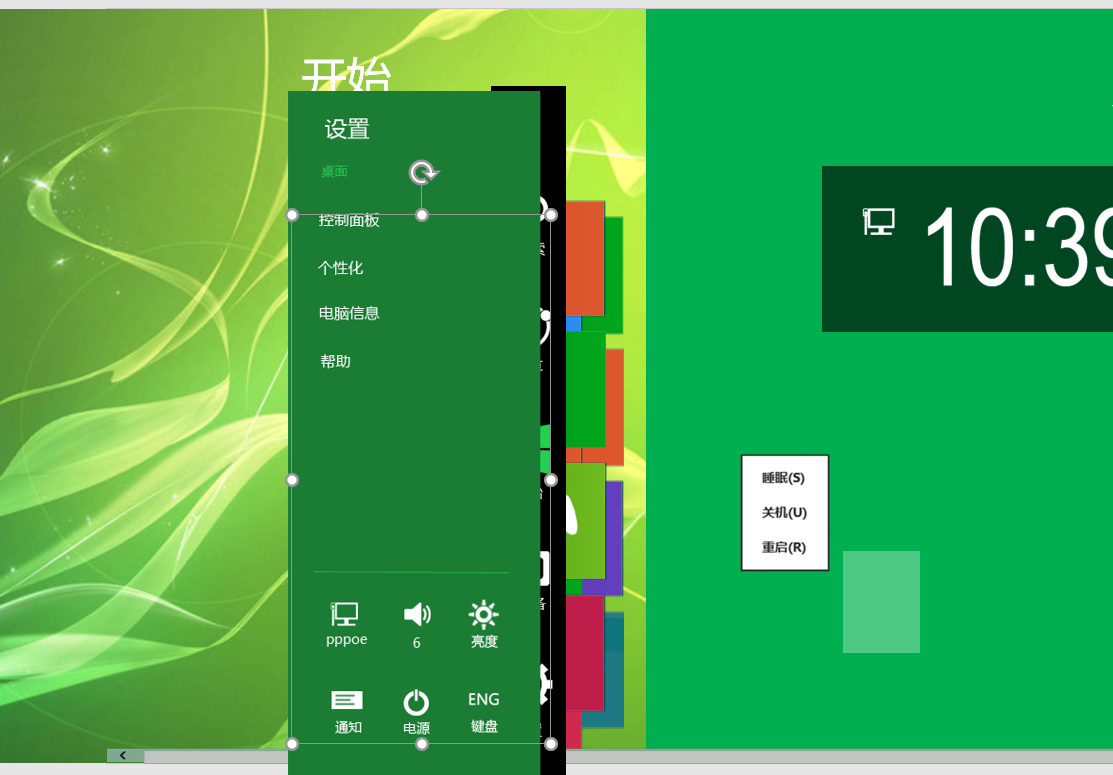 开始
设置
桌面
控制面板
个性化
电脑信息
帮助
pppoe
6
亮度
通知
电源
ENG
键盘
索
10:39
睡眠(S)
关机(U)
重启(R)